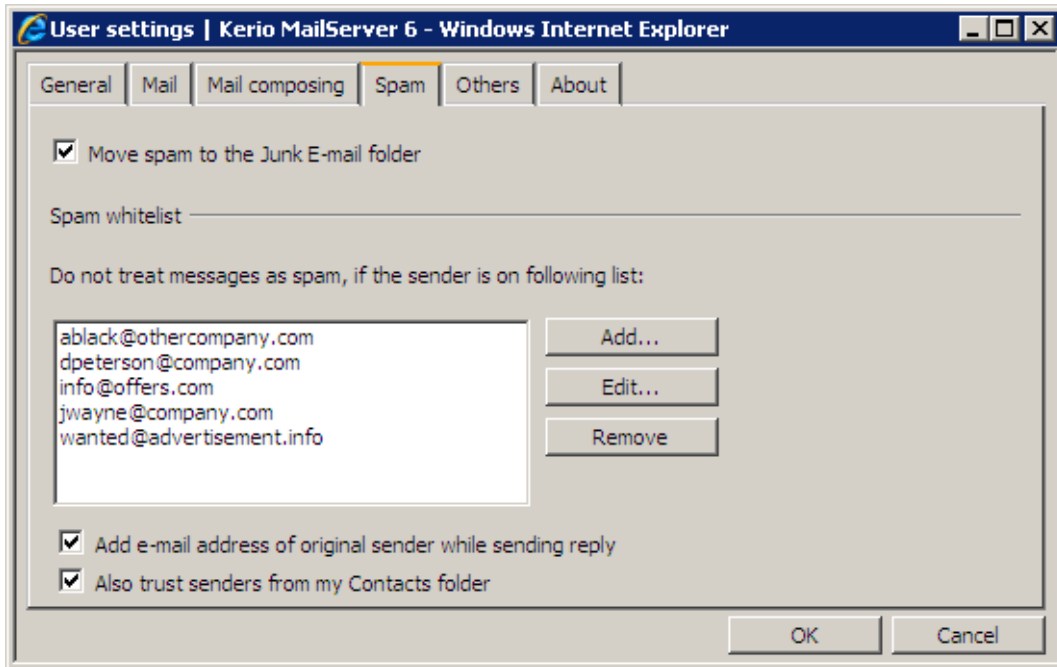 User settings | Kerio MailServer 6 - Windows Internet Explorer
General Mail Mail composing Spam Others About
Move spam to the Junk E-mail folder
Spam whitelist
Do not treat messages as spam, if the sender is on following list:
ablack@othercompany.com
dpeterson@company.com
info@offers.com
jwayne@company.com
wanted@advertisement.info
Add...
Edit...
Remove
Add e-mail address of original sender while sending reply
Also trust senders from my Contacts folder
OK Cancel